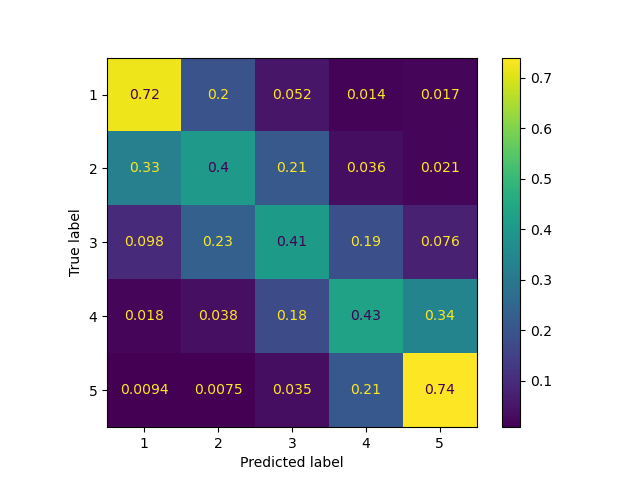 1 0.72 0.2 0.052 0.014 0.017
2 0.33 0.4 0.21 0.036 0.021
3 0.098 0.23 0.41 0.19 0.076
4 0.018 0.038 0.18 0.43 0.34
5 0.0094 0.0075 0.035 0.21 0.74
1 2 3 4 5
Predicted label
True label
0.7
0.6
0.5
0.4
0.3
0.2
0.1